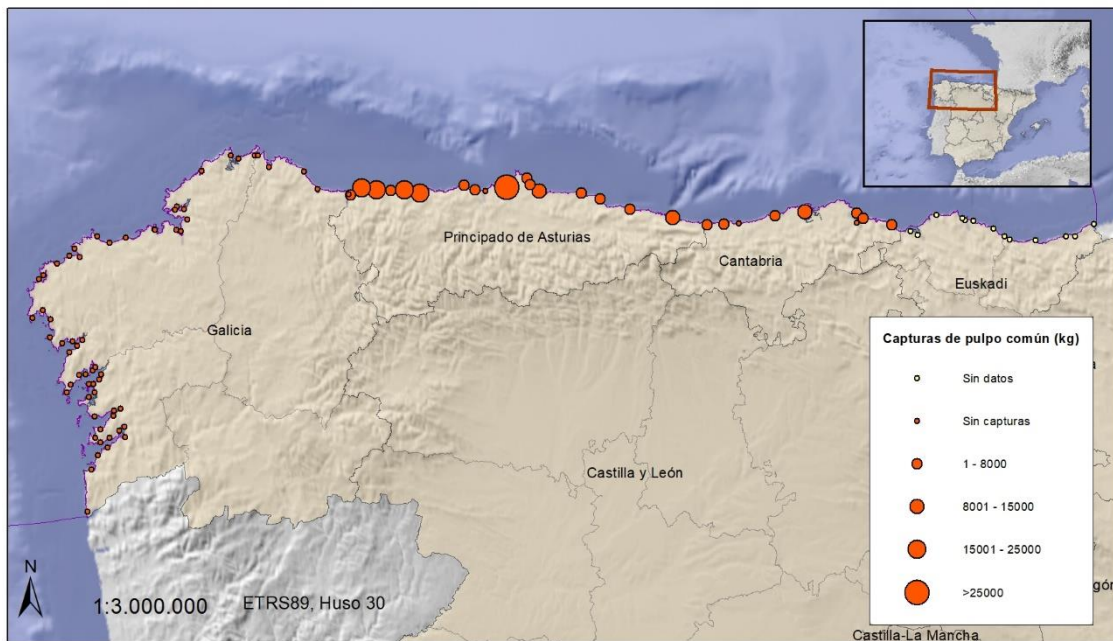 Principado de Asturias
Cantabria
Euskadi
Galicia
Castilla y León
Castilla-La Mancha
Capturas de pulpo común (kg)
Sin datos
Sin capturas
1 - 8000
8001 - 15000
15001 - 25000
>25000
N
1:3.000.000
ETRS89, Huso 30